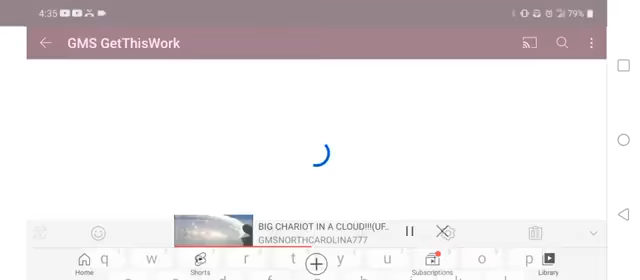 4:35
79%
GMS GetThisWork
BIG CHARIOT IN A CLOUD!!!(UF..
GMSNORTHCAROLINA777
q w r t y u o p
Home Shorts Subscriptions Library